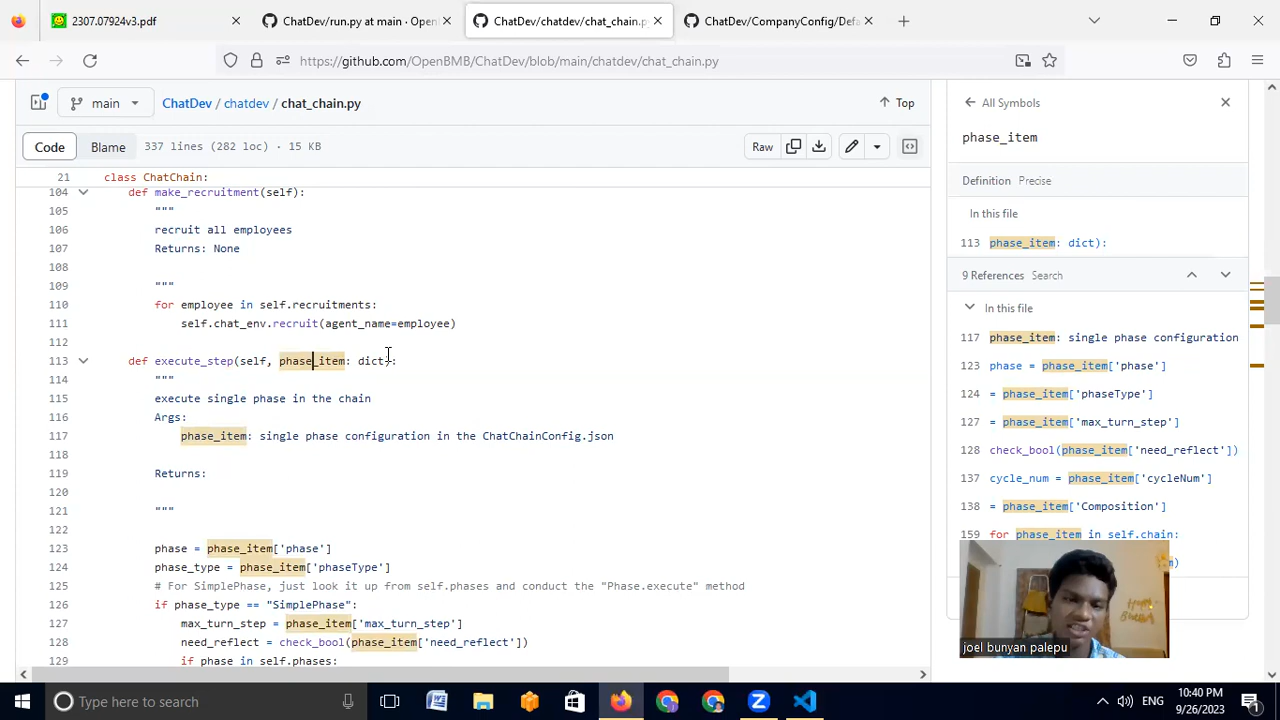 2307.07924v3.pdf
ChatDev/run.py at main · Open
ChatDev/chatdev/chat_chain.py
ChatDev/CompanyConfig/Defa
https://github.com/OpenBMB/ChatDev/blob/main/chatdev/chat_chain.py
main
ChatDev / chatdev / chat_chain.py
Top
Code
Blame
337 lines (282 loc) · 15 KB
Raw
21 class ChatChain:
104 def make_recruitment(self):
105 """
106 recruit all employees
107 Returns: None
108
109 """
110 for employee in self.recruitments:
111 self.chat_env.recruit(agent_name=employee)
112
113 def execute_step(self, phase_item: dict):
114 """
115 execute single phase in the chain
116 Args:
117 phase_item: single phase configuration in the ChatChainConfig.json
118
119 Returns:
120
121 """
122
123 phase = phase_item['phase']
124 phase_type = phase_item['phaseType']
125 # For SimplePhase, just look it up from self.phases and conduct the "Phase.execute" method
126 if phase_type == "SimplePhase":
127 max_turn_step = phase_item['max_turn_step']
128 need_reflect = check_bool(phase_item['need_reflect'])
129 if phase in self.phases:
All Symbols
phase_item
Definition Precise
In this file
113 phase_item: dict):
9 References Search
In this file
117 phase_item: single phase configuration
123 phase = phase_item['phase']
124 = phase_item['phaseType']
127 = phase_item['max_turn_step']
128 check_bool(phase_item['need_reflect'])
137 cycle_num = phase_item['cycleNum']
138 = phase_item['Composition']
159 for phase_item in self.chain:
joel bunyan palepu
Type here to search
ENG
10:40 PM
9/26/2023